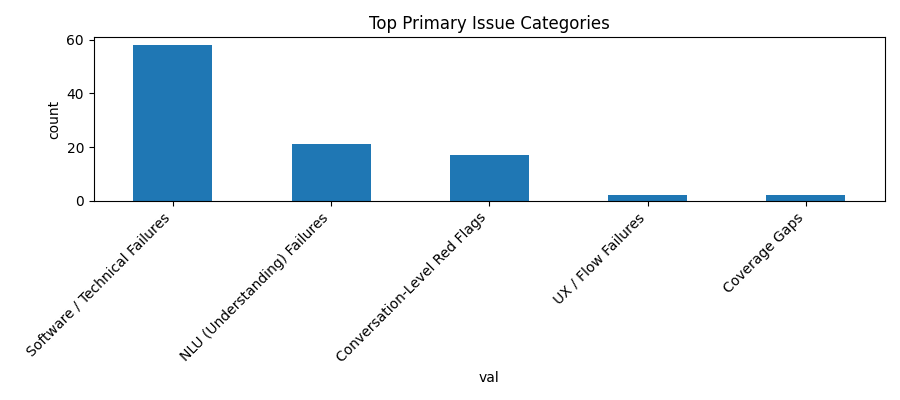 Top Primary Issue Categories
count
60
40
20
0
Software / Technical Failures
NLU (Understanding) Failures
Conversation-Level Red Flags
UX / Flow Failures
Coverage Gaps
val